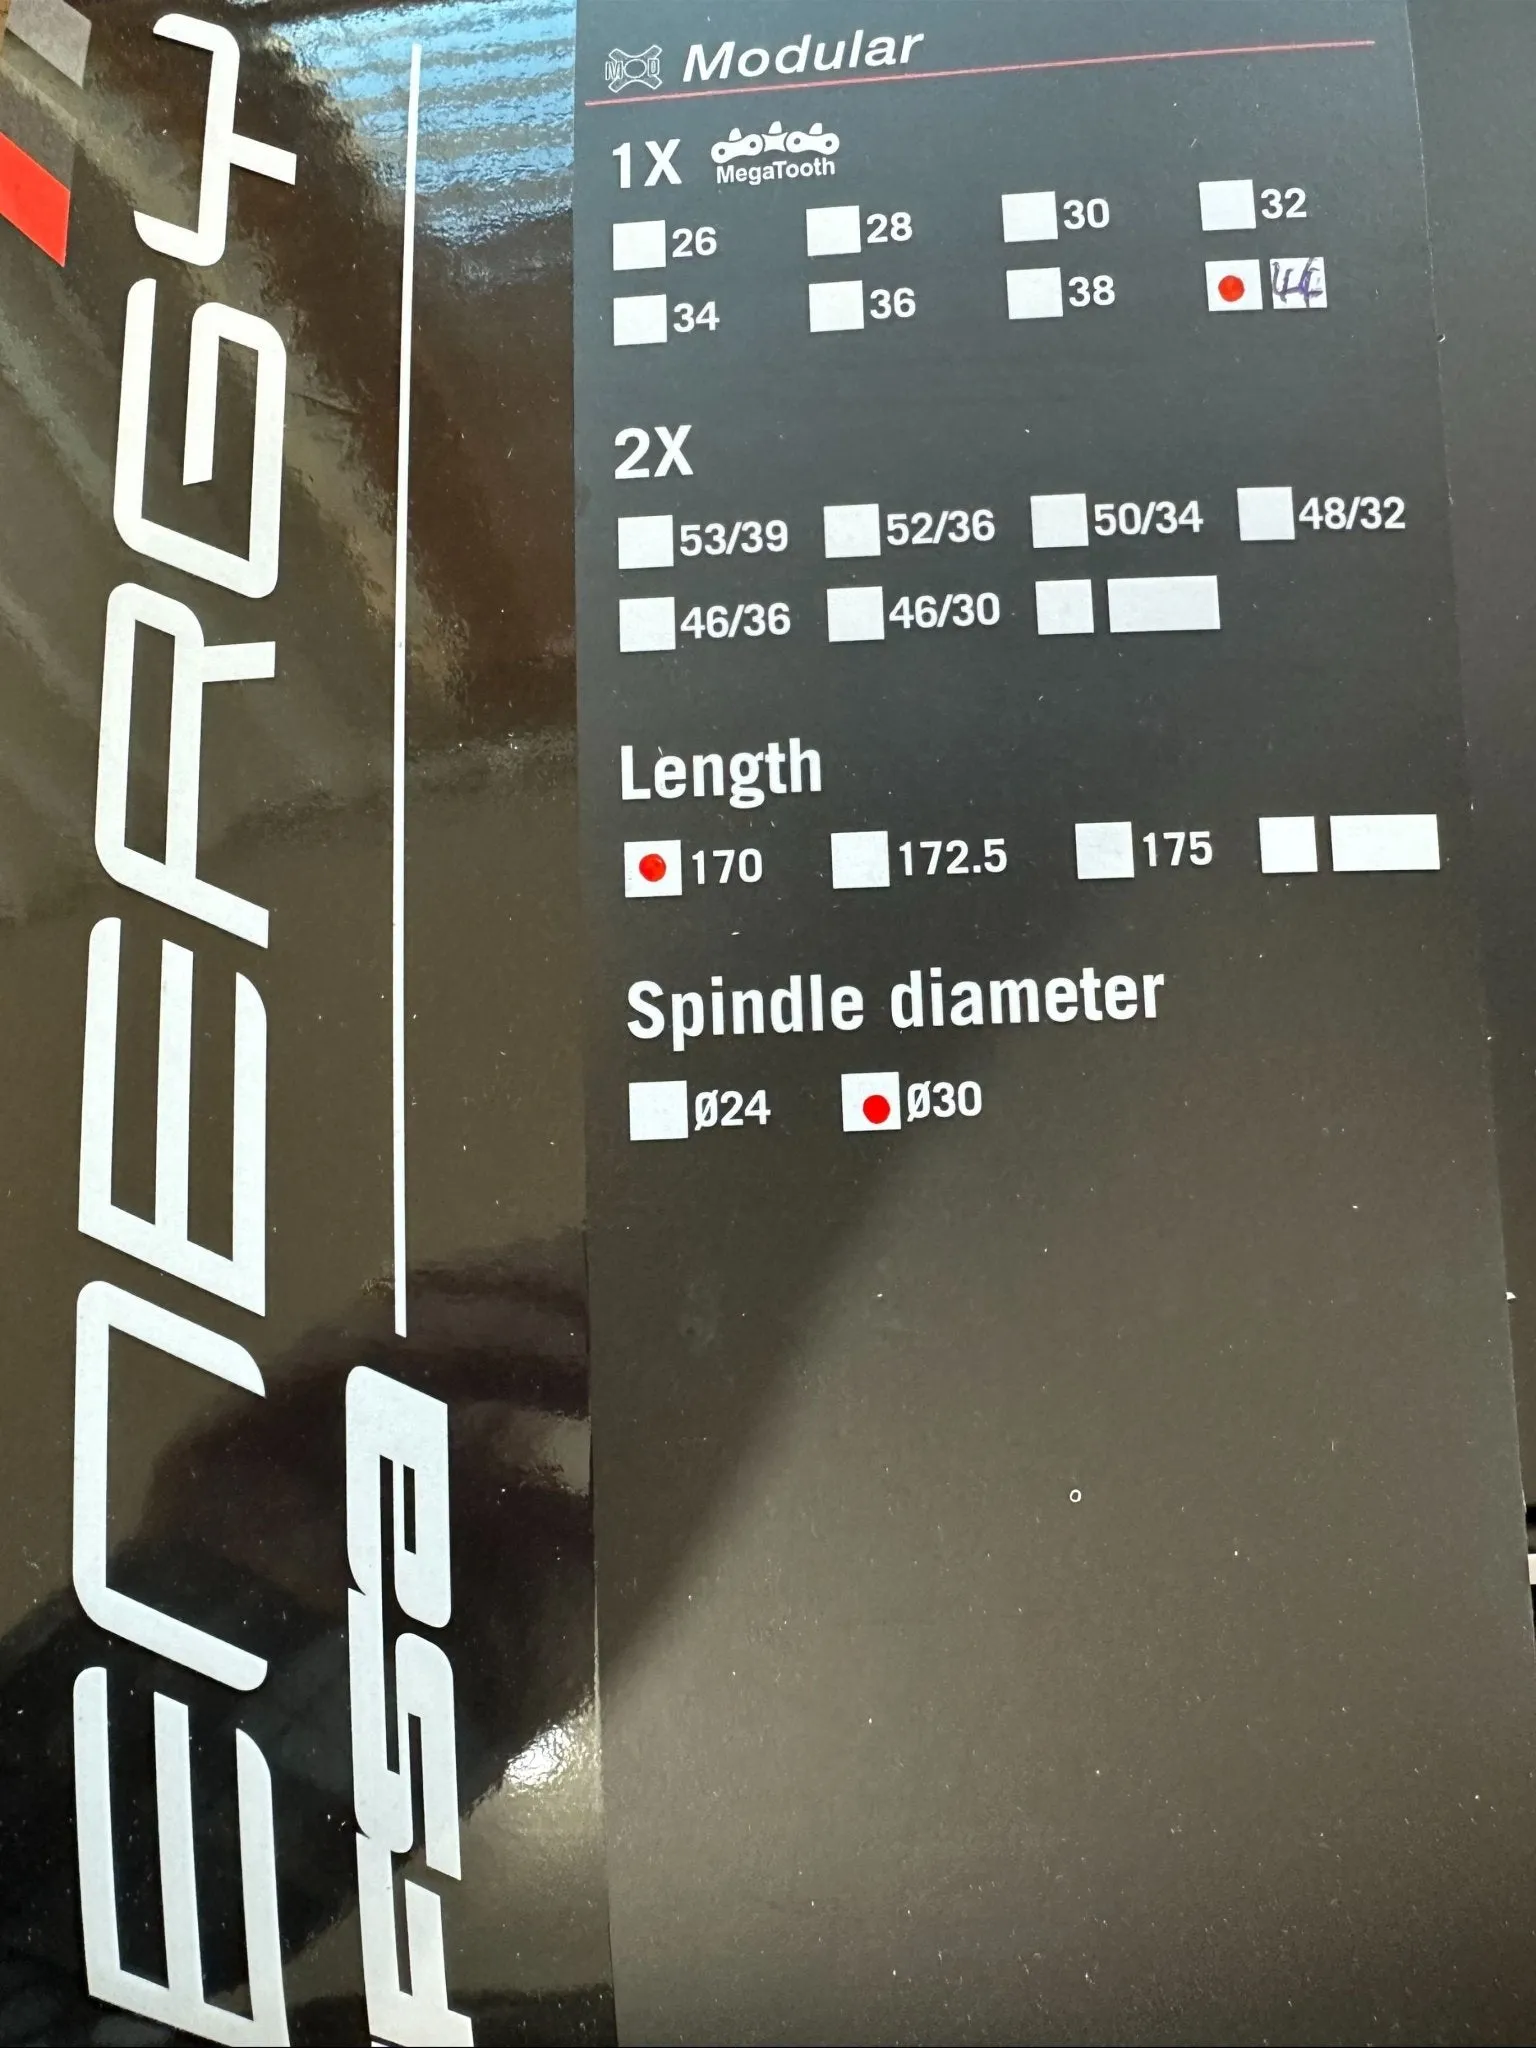 ENERGY
FSA
MOD Modular
1X MegaTooth
26 28 30 32
34 36 38 44
2X
53/39 52/36 50/34 48/32
46/36 46/30
Length
170 172.5 175
Spindle diameter
Ø24 Ø30